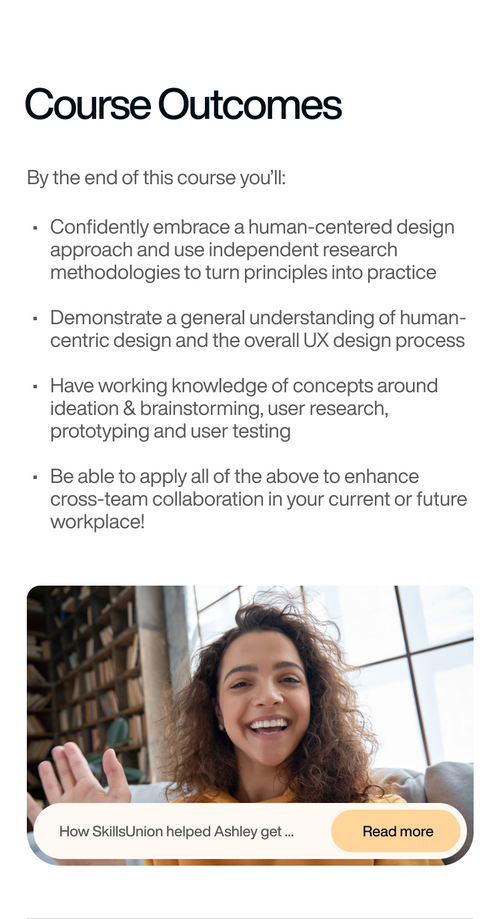 Course Outcomes
By the end of this course you'll:
· Confidently embrace a human-centered design
approach and use independent research
methodologies to turn principles into practice
· Demonstrate a general understanding of human-
centric design and the overall UX design process
· Have working knowledge of concepts around
ideation & brainstorming, user research,
prototyping and user testing
· Be able to apply all of the above to enhance
cross-team collaboration in your current or future
workplace!
How SkillsUnion helped Ashley get ...
Read more